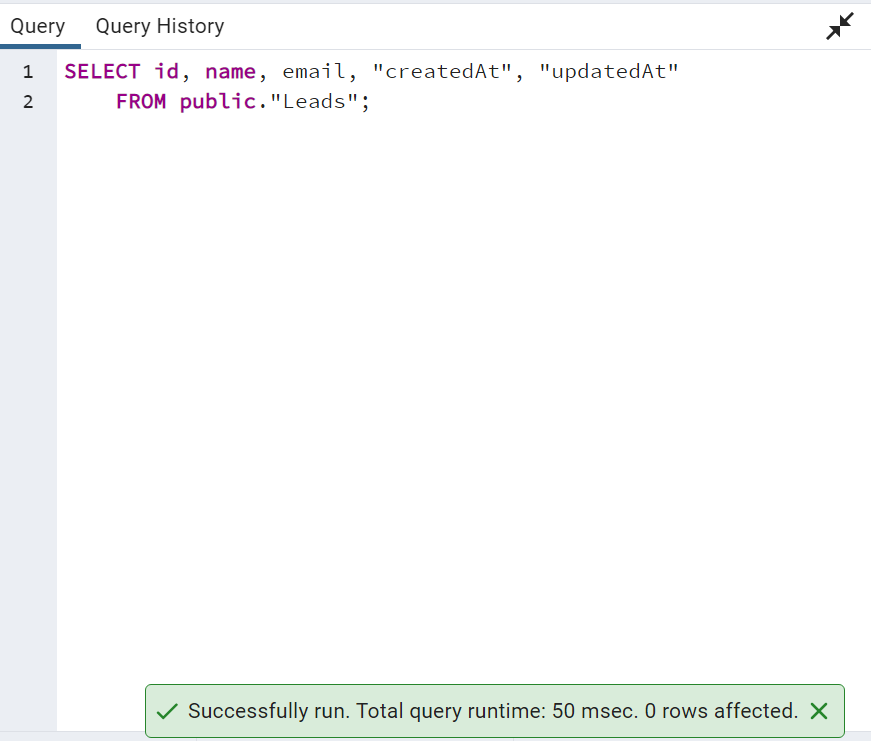 Query Query History
1 SELECT id, name, email, "createdAt", "updatedAt"
2 FROM public."Leads";
Successfully run. Total query runtime: 50 msec. 0 rows affected.